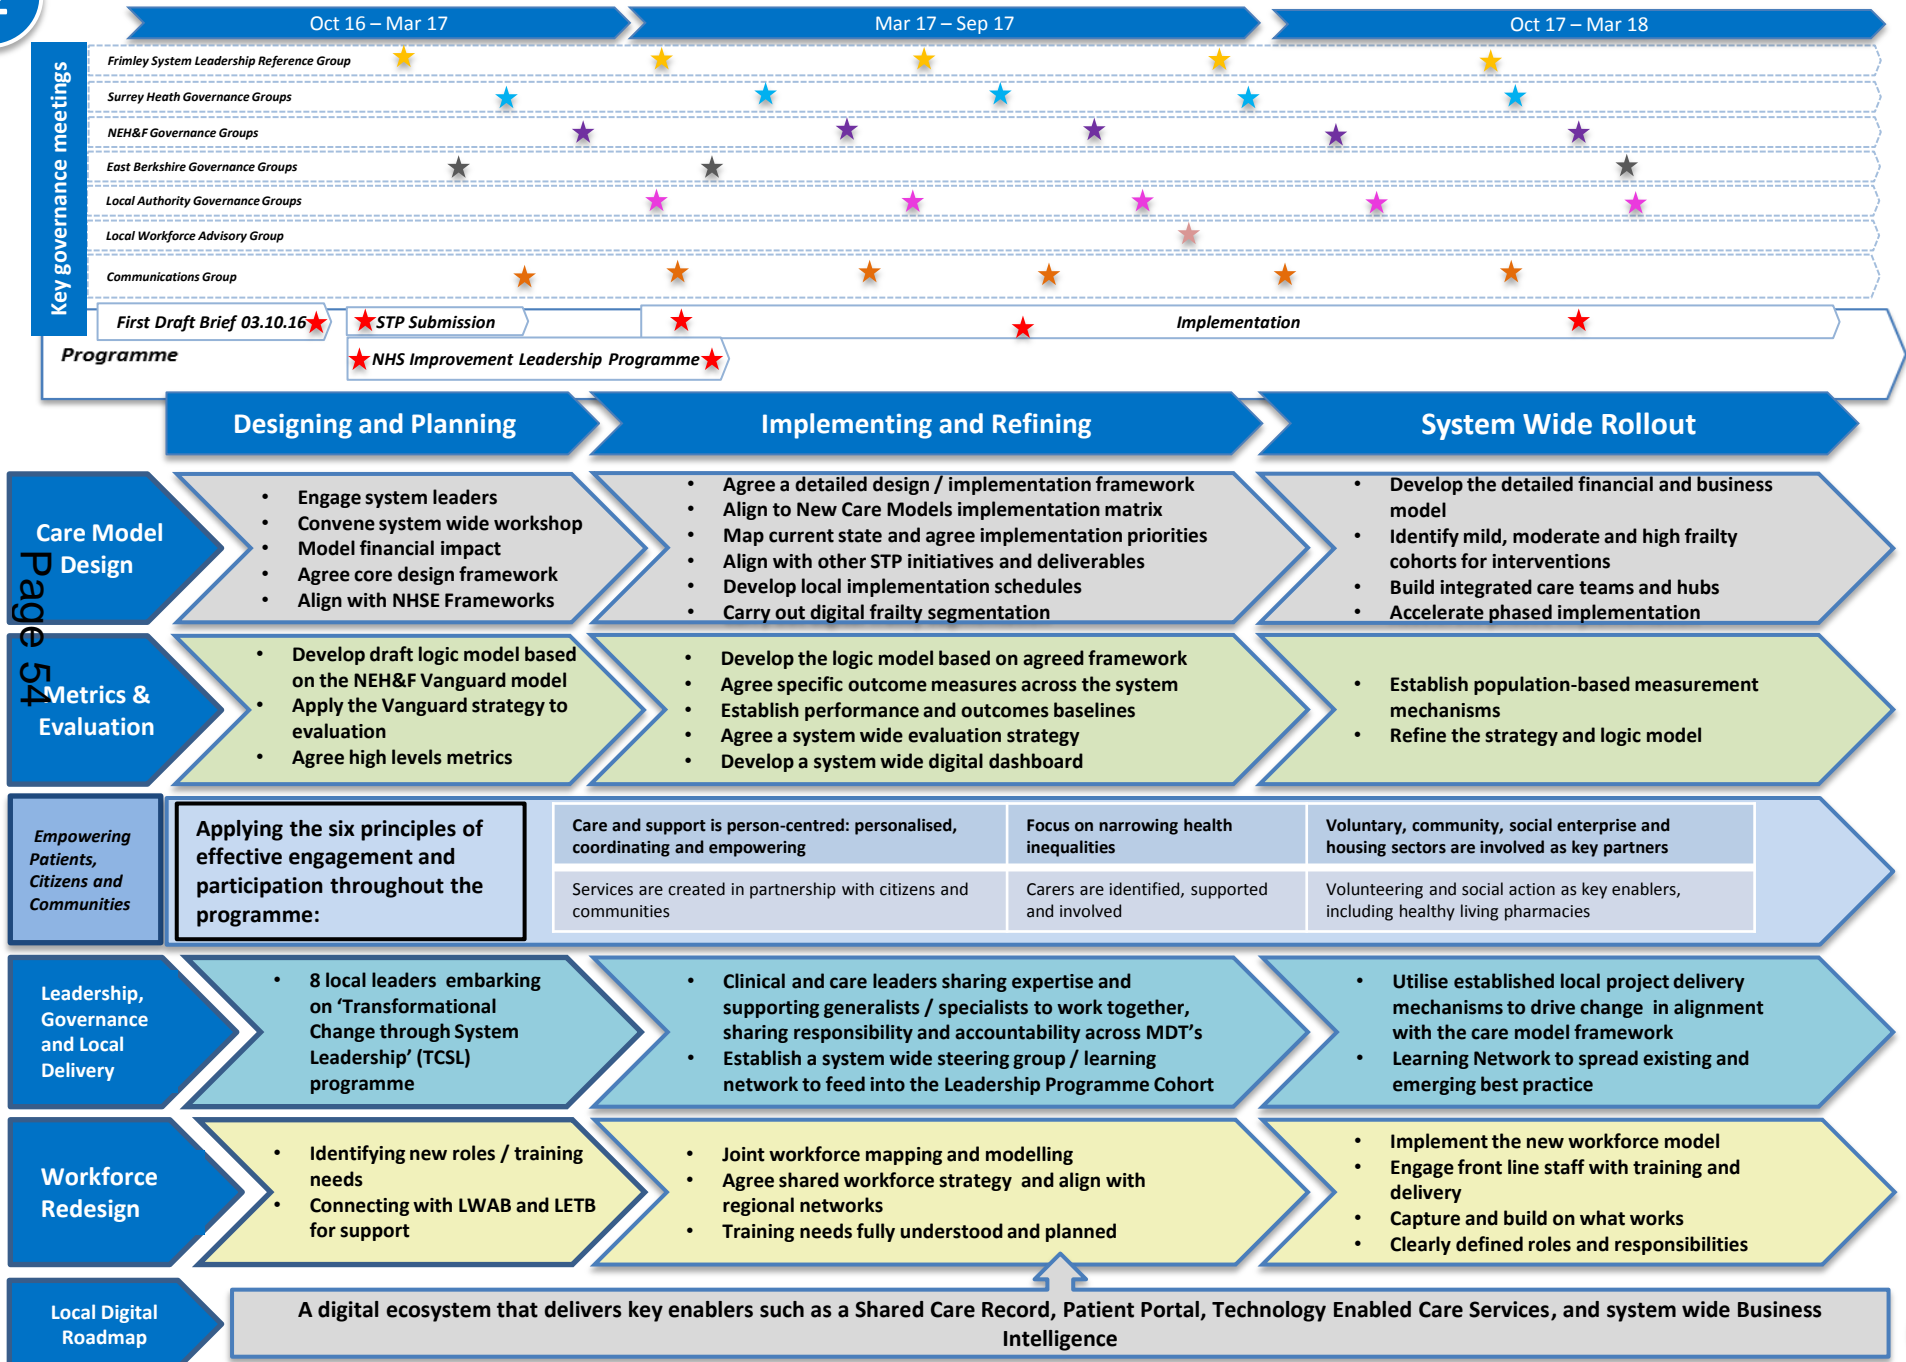 Oct 16 – Mar 17
Mar 17 – Sep 17
Oct 17 – Mar 18
Key governance meetings
Frimley System Leadership Reference Group
Surrey Heath Governance Groups
NEH&F Governance Groups
East Berkshire Governance Groups
Local Authority Governance Groups
Local Workforce Advisory Group
Communications Group
First Draft Brief 03.10.16
STP Submission
Implementation
Programme
NHS Improvement Leadership Programme
Designing and Planning
Implementing and Refining
System Wide Rollout
Care Model
Design
• Engage system leaders
• Convene system wide workshop
• Model financial impact
• Agree core design framework
• Align with NHSE Frameworks
• Agree a detailed design / implementation framework
• Align to New Care Models implementation matrix
• Map current state and agree implementation priorities
• Align with other STP initiatives and deliverables
• Develop local implementation schedules
• Carry out digital frailty segmentation
• Develop the detailed financial and business
model
• Identify mild, moderate and high frailty
cohorts for interventions
• Build integrated care teams and hubs
• Accelerate phased implementation
Page 54
Metrics &
Evaluation
• Develop draft logic model based
on the NEH&F Vanguard model
• Apply the Vanguard strategy to
evaluation
• Agree high levels metrics
• Develop the logic model based on agreed framework
• Agree specific outcome measures across the system
• Establish performance and outcomes baselines
• Agree a system wide evaluation strategy
• Develop a system wide digital dashboard
• Establish population-based measurement
mechanisms
• Refine the strategy and logic model
Empowering
Patients,
Citizens and
Communities
Applying the six principles of
effective engagement and
participation throughout the
programme:
Care and support is person-centred: personalised,
coordinating and empowering
Focus on narrowing health
inequalities
Voluntary, community, social enterprise and
housing sectors are involved as key partners
Services are created in partnership with citizens and
communities
Carers are identified, supported
and involved
Volunteering and social action as key enablers,
including healthy living pharmacies
Leadership,
Governance
and Local
Delivery
• 8 local leaders embarking
on ‘Transformational
Change through System
Leadership’ (TCSL)
programme
• Clinical and care leaders sharing expertise and
supporting generalists / specialists to work together,
sharing responsibility and accountability across MDT’s
• Establish a system wide steering group / learning
network to feed into the Leadership Programme Cohort
• Utilise established local project delivery
mechanisms to drive change in alignment
with the care model framework
• Learning Network to spread existing and
emerging best practice
Workforce
Redesign
• Identifying new roles / training
needs
• Connecting with LWAB and LETB
for support
• Joint workforce mapping and modelling
• Agree shared workforce strategy and align with
regional networks
• Training needs fully understood and planned
• Implement the new workforce model
• Engage front line staff with training and
delivery
• Capture and build on what works
• Clearly defined roles and responsibilities
Local Digital
Roadmap
A digital ecosystem that delivers key enablers such as a Shared Care Record, Patient Portal, Technology Enabled Care Services, and system wide Business
Intelligence